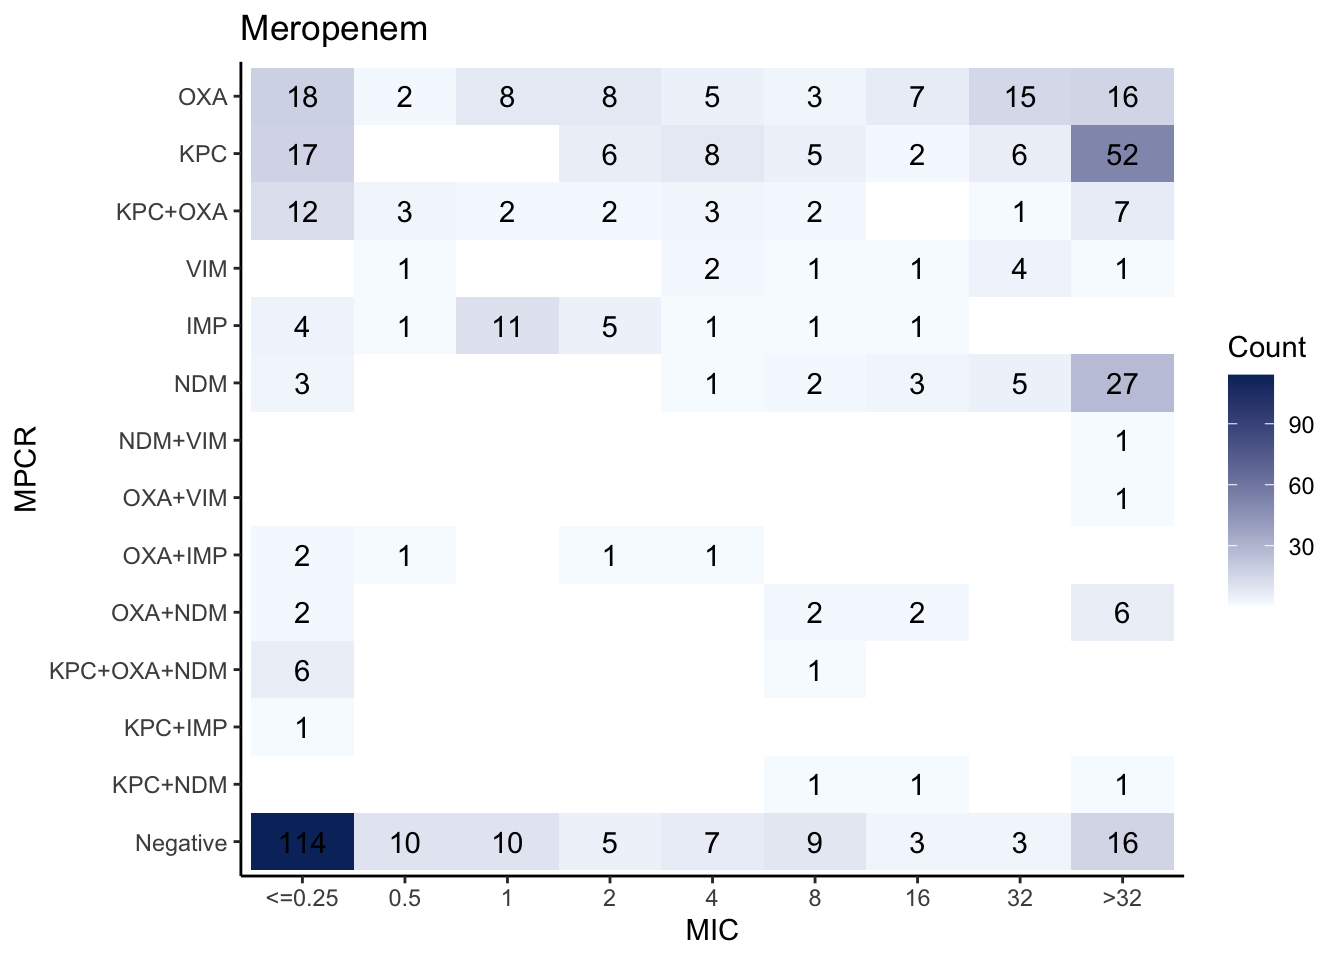 Meropenem
OXA 18 2 8 8 5 3 7 15 16
KPC 17 6 8 5 2 6 52
KPC+OXA 12 3 2 2 3 2 1 7
VIM 1 2 1 1 4 1
IMP 4 1 11 5 1 1 1
NDM 3 1 2 3 5 27
NDM+VIM 1
OXA+VIM 1
OXA+IMP 2 1 1 1
OXA+NDM 2 2 2 6
KPC+OXA+NDM 6 1
KPC+IMP 1
KPC+NDM 1 1 1
Negative 114 10 10 5 7 9 3 3 16
<=0.25 0.5 1 2 4 8 16 32 >32
MIC
MPCR
Count
90
60
30